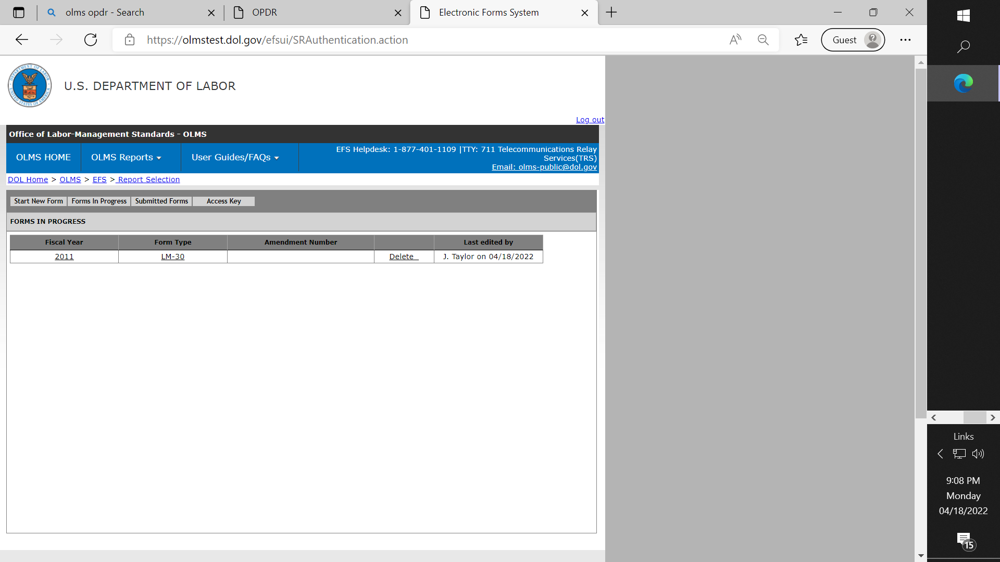 olms opdr - Search
OPDR
Electronic Forms System
https://olmstest.dol.gov/efsui/SRAuthentication.action
Guest
U.S. DEPARTMENT OF LABOR
Log out
Office of Labor-Management Standards - OLMS
OLMS HOME
OLMS Reports
User Guides/FAQs
EFS Helpdesk: 1-877-401-1109 |TTY: 711 Telecommunications Relay
Services(TRS)
Email: olms-public@dol.gov
DOL Home > OLMS > EFS > Report Selection
Start New Form
Forms In Progress
Submitted Forms
Access Key
FORMS IN PROGRESS
Fiscal Year
Form Type
Amendment Number
Last edited by
2011
LM-30
Delete
J. Taylor on 04/18/2022
Links
9:08 PM
Monday
04/18/2022
15